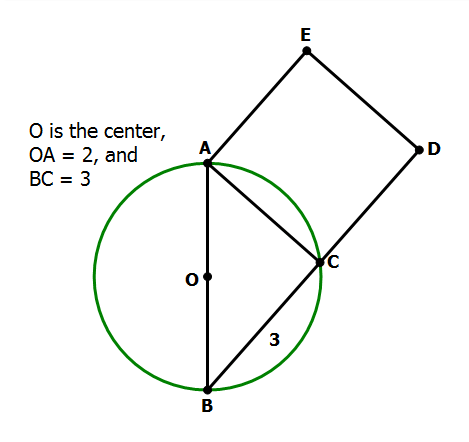 E
O is the center,
OA = 2, and
BC = 3
A
D
C
O
3
B